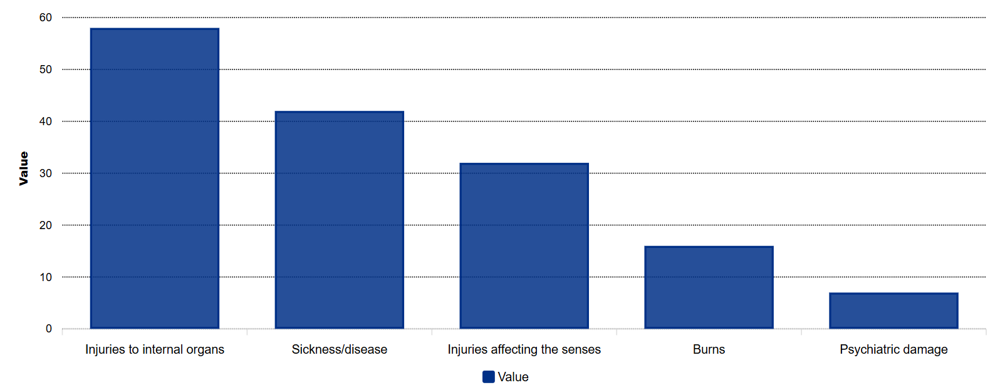 60
50
40
30
20
10
0
Value
Injuries to internal organs
Sickness/disease
Injuries affecting the senses
Burns
Psychiatric damage
Value